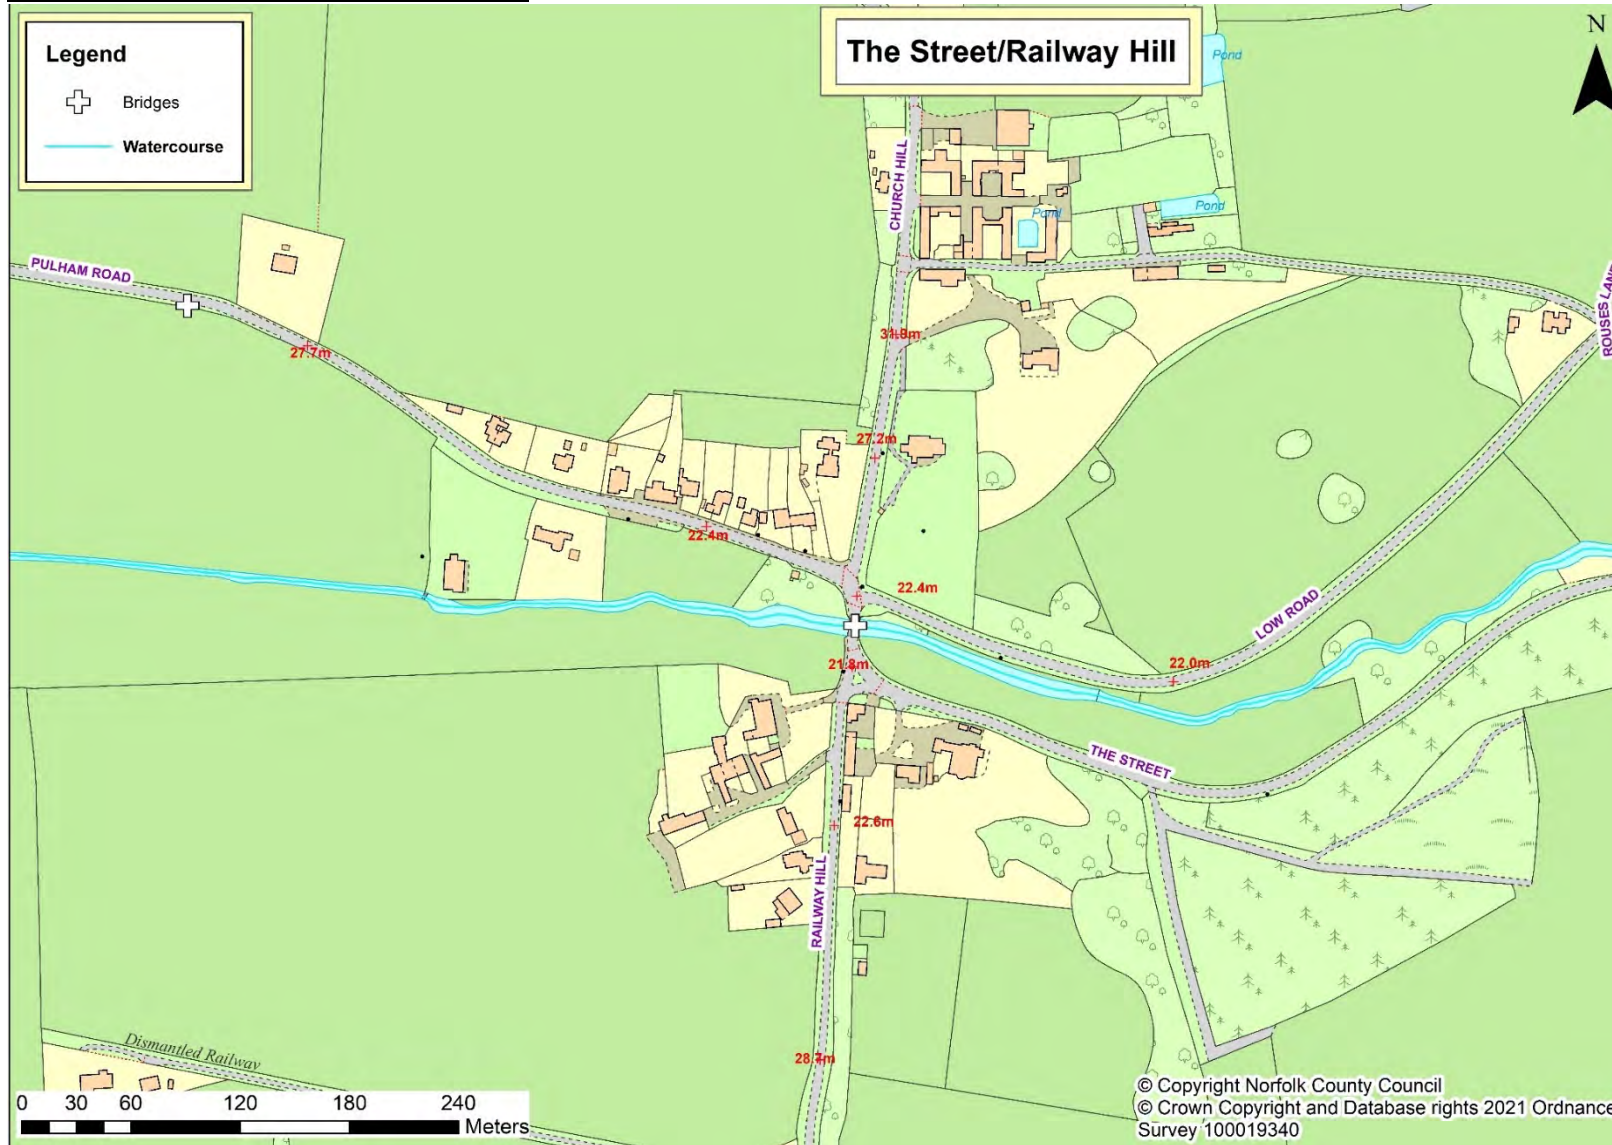 Legend
Bridges
Watercourse
The Street/Railway Hill
N
Pond
CHURCH HILL
Pond
Pond
PULHAM ROAD
ROUSES LANE
31.8m
27.7m
27.2m
22.4m
22.4m
LOW ROAD
21.8m
22.0m
THE STREET
22.6m
RAILWAY HILL
Dismantled Railway
0 30 60 120 180 240
Meters
© Copyright Norfolk County Council
© Crown Copyright and Database rights 2021 Ordnance
Survey 100019340